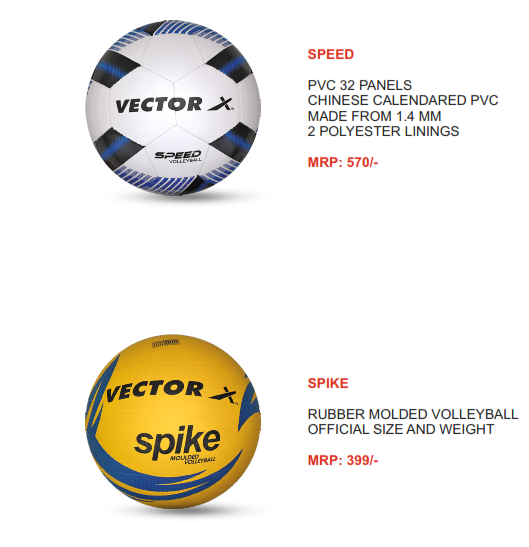 VECTOR X
SPEED
VOLLEYBALL
SPEED
PVC 32 PANELS
CHINESE CALENDARED PVC
MADE FROM 1.4 MM
2 POLYESTER LININGS
MRP: 570/-
VECTOR X
spike
MOULDED
VOLLEYBALL
SPIKE
RUBBER MOLDED VOLLEYBALL
OFFICIAL SIZE AND WEIGHT
MRP: 399/-